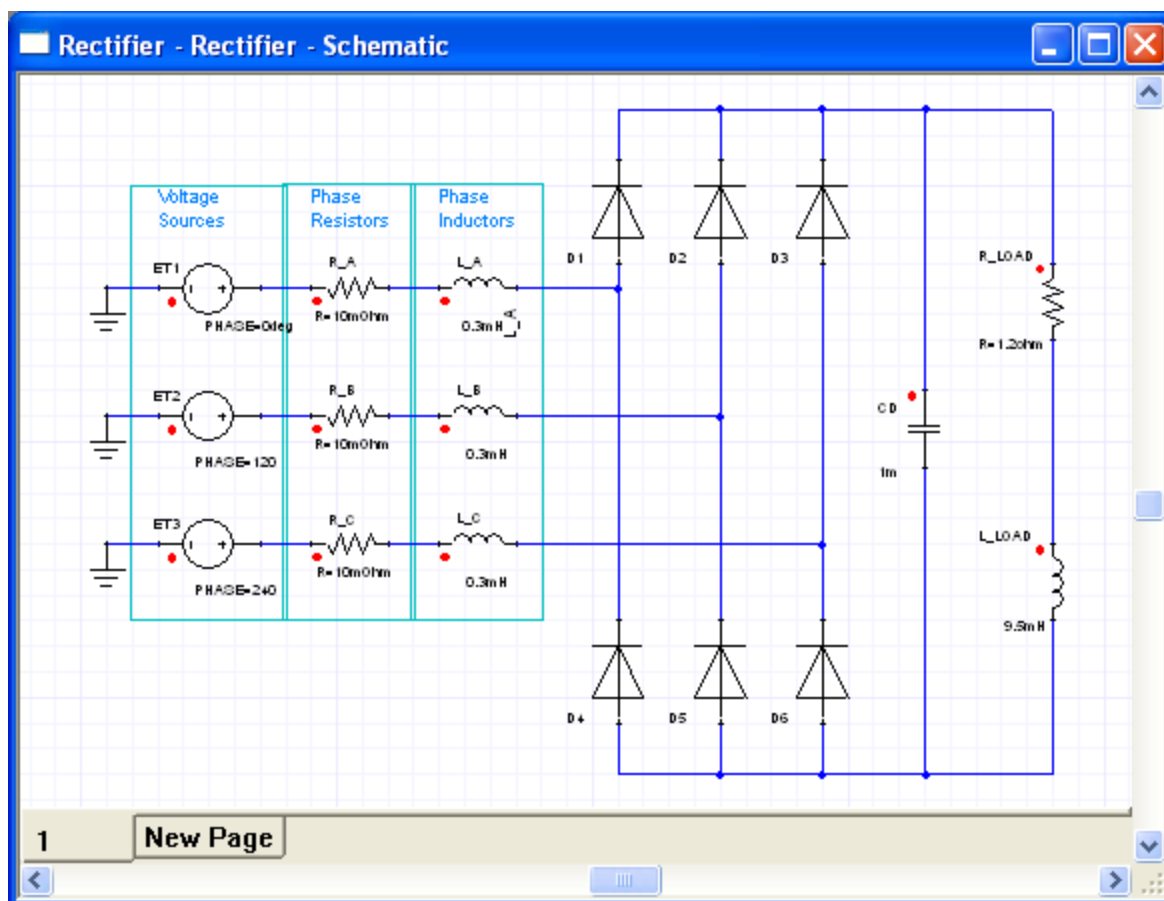 Rectifier - Rectifier - Schematic
Voltage
Sources
Phase
Resistors
Phase
Inductors
ET1
PHASE=0deg
R_A
R=10mOhm
L_A
0.3mH
L_A
ET2
PHASE=120
R_B
R=10mOhm
L_B
0.3mH
ET3
PHASE=240
R_C
R=10mOhm
L_C
0.3mH
D1
D2
D3
D4
D5
D6
CD
1m
R_LOAD
R=1.2ohm
L_LOAD
9.5mH
1
New Page